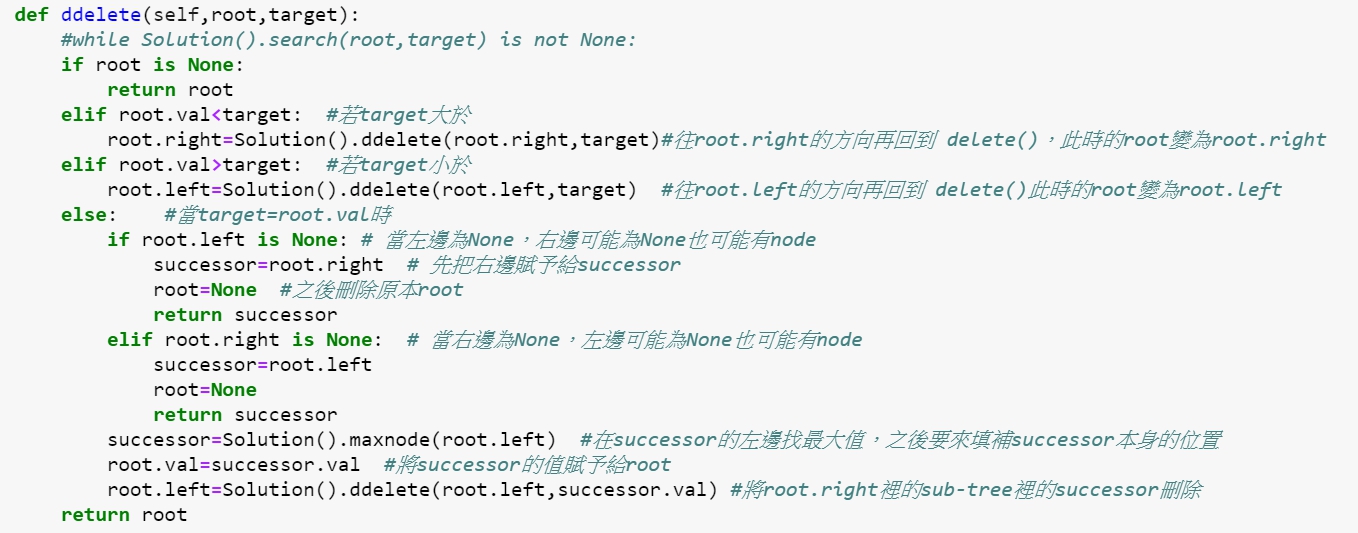 def ddelete(self,root,target):
    #while Solution().search(root,target) is not None:
    if root is None:
        return root
    elif root.val<target:  #若target大於
        root.right=Solution().ddelete(root.right,target)#往root.right的方向再回到 delete()，此時的root變為root.right
    elif root.val>target:  #若target小於
        root.left=Solution().ddelete(root.left,target)  #往root.left的方向再回到 delete()此時的root變為root.left
    else:    #當target=root.val時
        if root.left is None: # 當左邊為None，右邊可能為None也可能有node
            successor=root.right  # 先把右邊賦予給successor
            root=None  #之後刪除原本root
            return successor
        elif root.right is None:  # 當右邊為None，左邊可能為None也可能有node
            successor=root.left
            root=None
            return successor
        successor=Solution().maxnode(root.left)  #在successor的左邊找最大值，之後要來填補successor本身的位置
        root.val=successor.val  #將successor的值賦予給root
        root.left=Solution().ddelete(root.left,successor.val) #將root.right裡的sub-tree裡的successor刪除
    return root